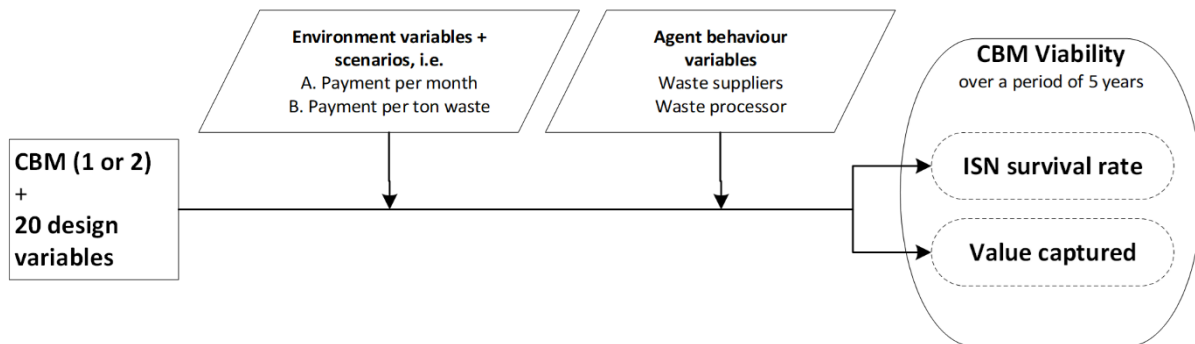 Environment variables +
scenarios, i.e.
A. Payment per month
B. Payment per ton waste
Agent behaviour
variables
Waste suppliers
Waste processor
CBM Viability
over a period of 5 years
CBM (1 or 2)
+
20 design
variables
ISN survival rate
Value captured